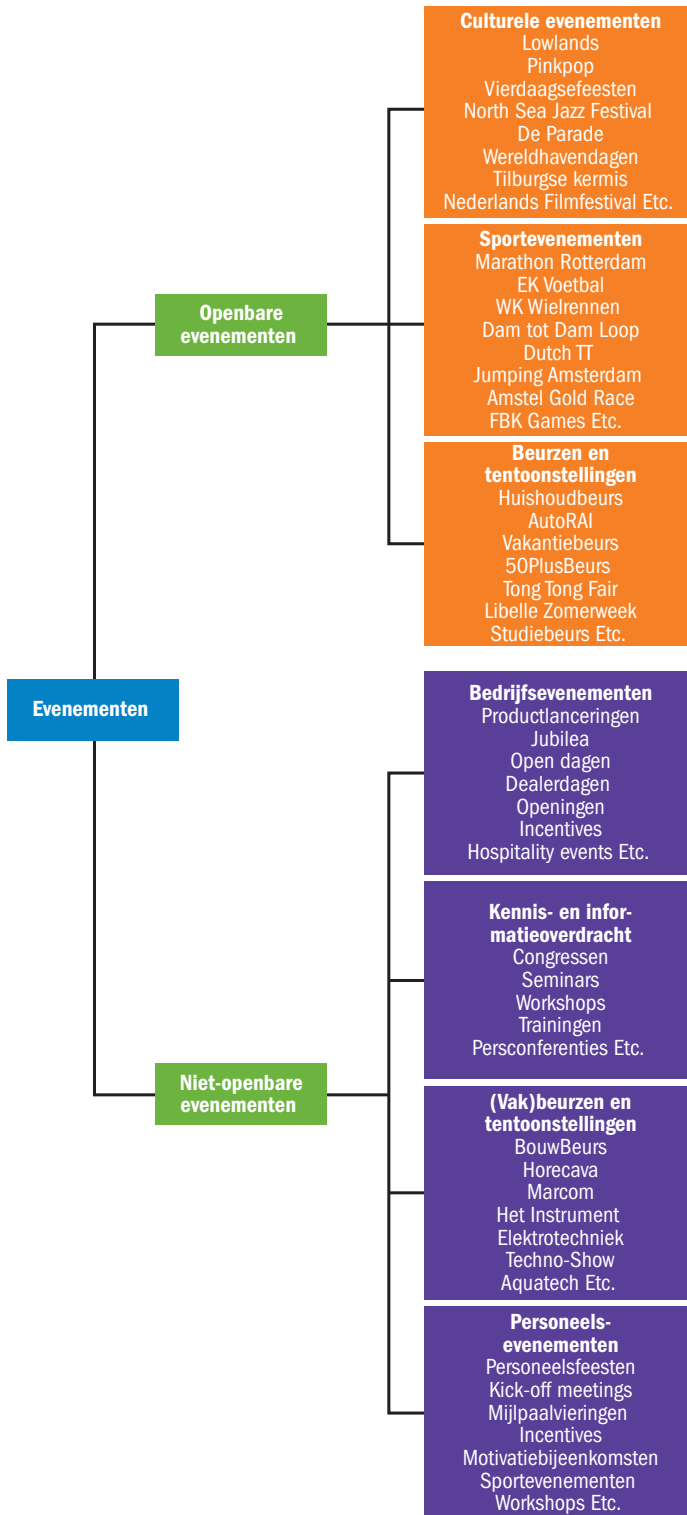 Evenementen
Openbare
evenementen
Culturele evenementen
Lowlands
Pinkpop
Vierdaagsefeesten
North Sea Jazz Festival
De Parade
Wereldhavendagen
Tilburgse kermis
Nederlands Filmfestival Etc.
Sportevenementen
Marathon Rotterdam
EK Voetbal
WK Wielrennen
Dam tot Dam Loop
Dutch TT
Jumping Amsterdam
Amstel Gold Race
FBK Games Etc.
Beurzen en
tentoonstellingen
Huishoudbeurs
AutoRAI
Vakantiebeurs
50PlusBeurs
Tong Tong Fair
Libelle Zomerweek
Studiebeurs Etc.
Niet-openbare
evenementen
Bedrijfsevenementen
Productlanceringen
Jubilea
Open dagen
Dealerdagen
Openingen
Incentives
Hospitality events Etc.
Kennis- en infor-
matieoverdracht
Congressen
Seminars
Workshops
Trainingen
Persconferenties Etc.
(Vak)beurzen en
tentoonstellingen
BouwBeurs
Horecava
Marcom
Het Instrument
Elektrotechniek
Techno-Show
Aquatech Etc.
Personeels-
evenementen
Personeelsfeesten
Kick-off meetings
Mijlpaalvieringen
Incentives
Motivatiebijeenkomsten
Sportevenementen
Workshops Etc.